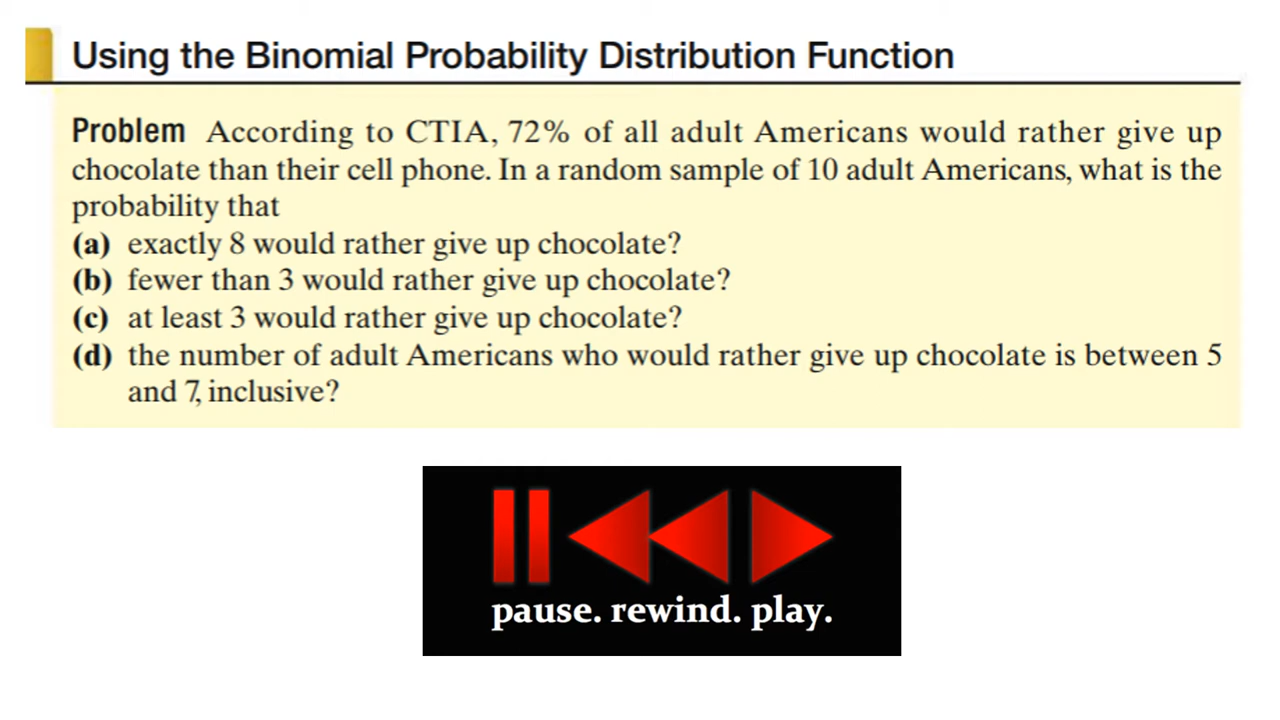 Using the Binomial Probability Distribution Function
Problem According to CTIA, 72% of all adult Americans would rather give up
chocolate than their cell phone. In a random sample of 10 adult Americans, what is the
probability that
(a) exactly 8 would rather give up chocolate?
(b) fewer than 3 would rather give up chocolate?
(c) at least 3 would rather give up chocolate?
(d) the number of adult Americans who would rather give up chocolate is between 5
and 7, inclusive?
pause. rewind. play.